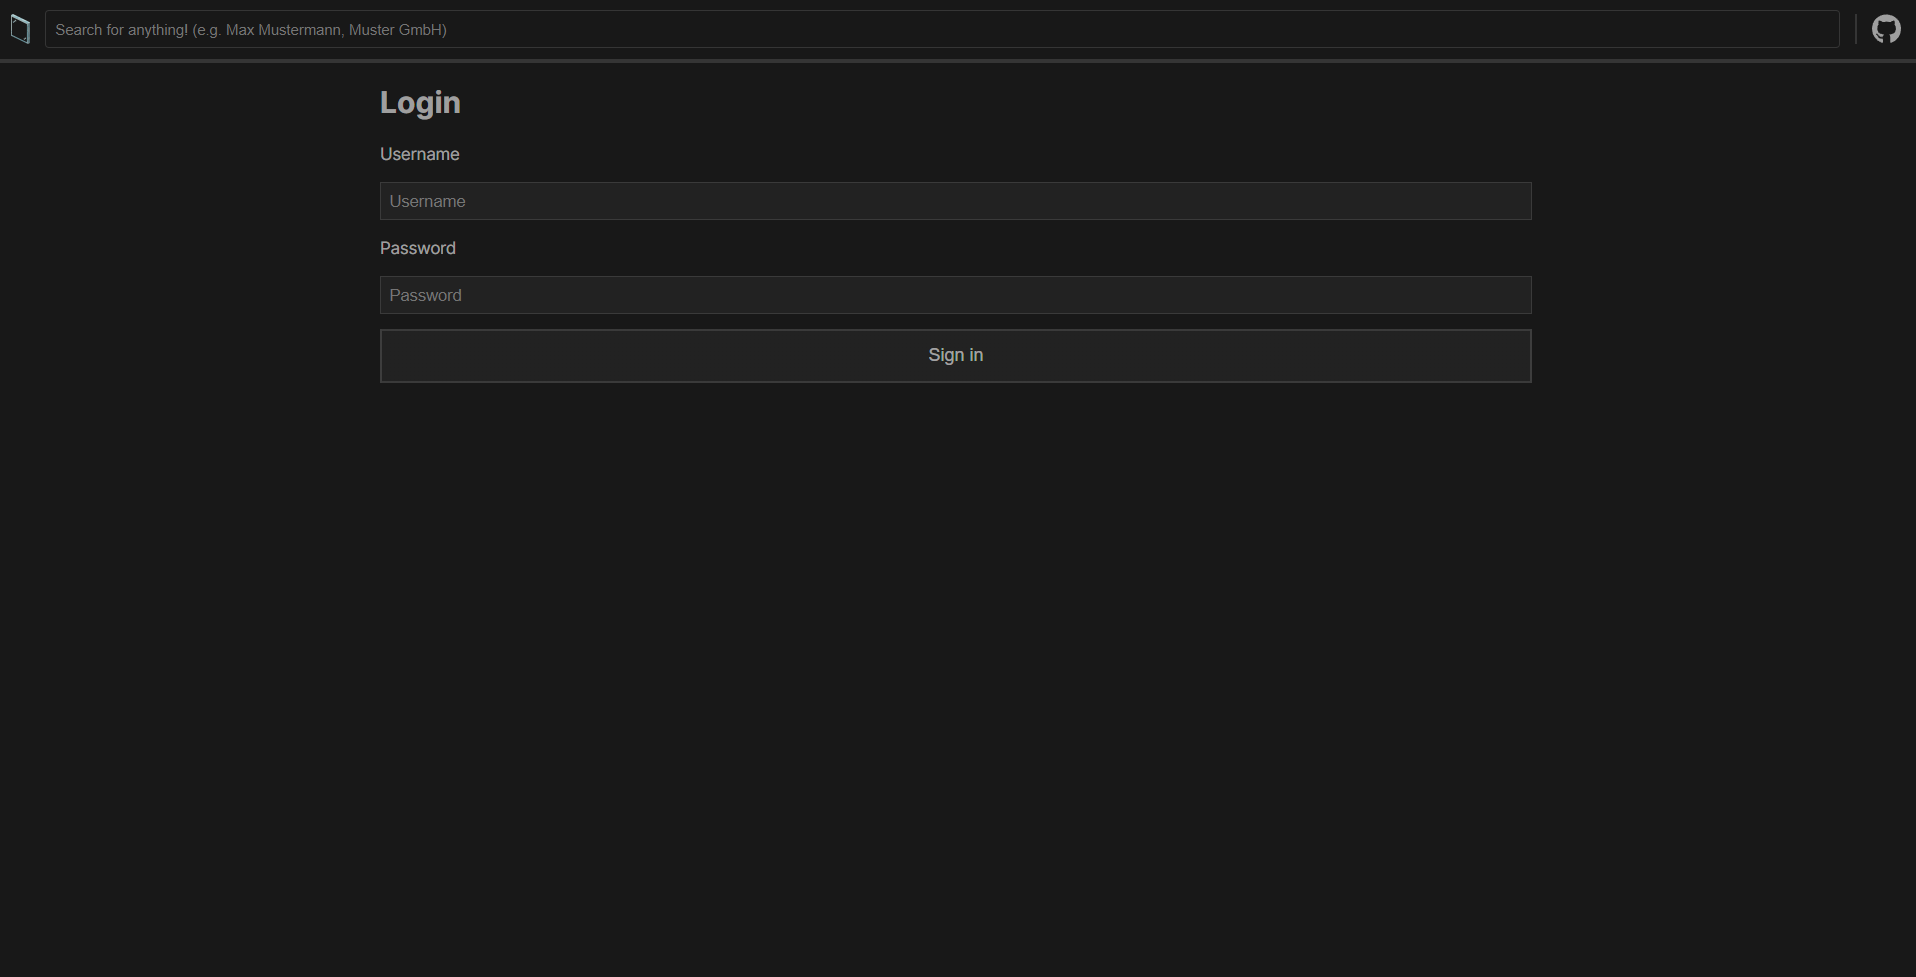 Search for anything! (e.g. Max Mustermann, Muster GmbH)
Login
Username
Username
Password
Password
Sign in